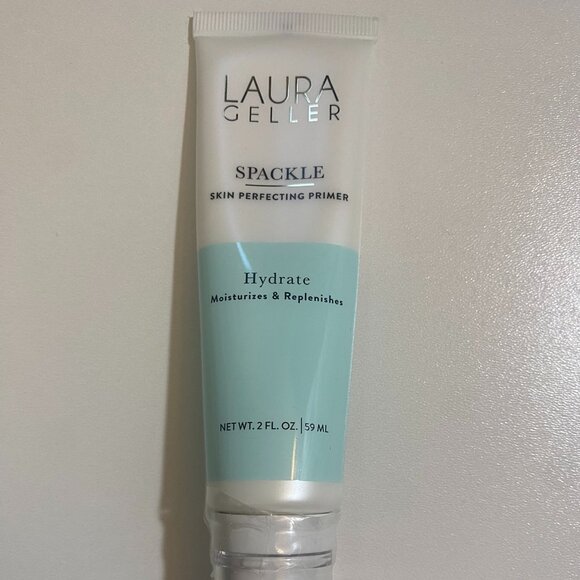 LAURA
GELLER
SPACKLE
SKIN PERFECTING PRIMER
Hydrate
Moisturizes & Replenishes
NET WT. 2 FL. OZ. | 59 ML